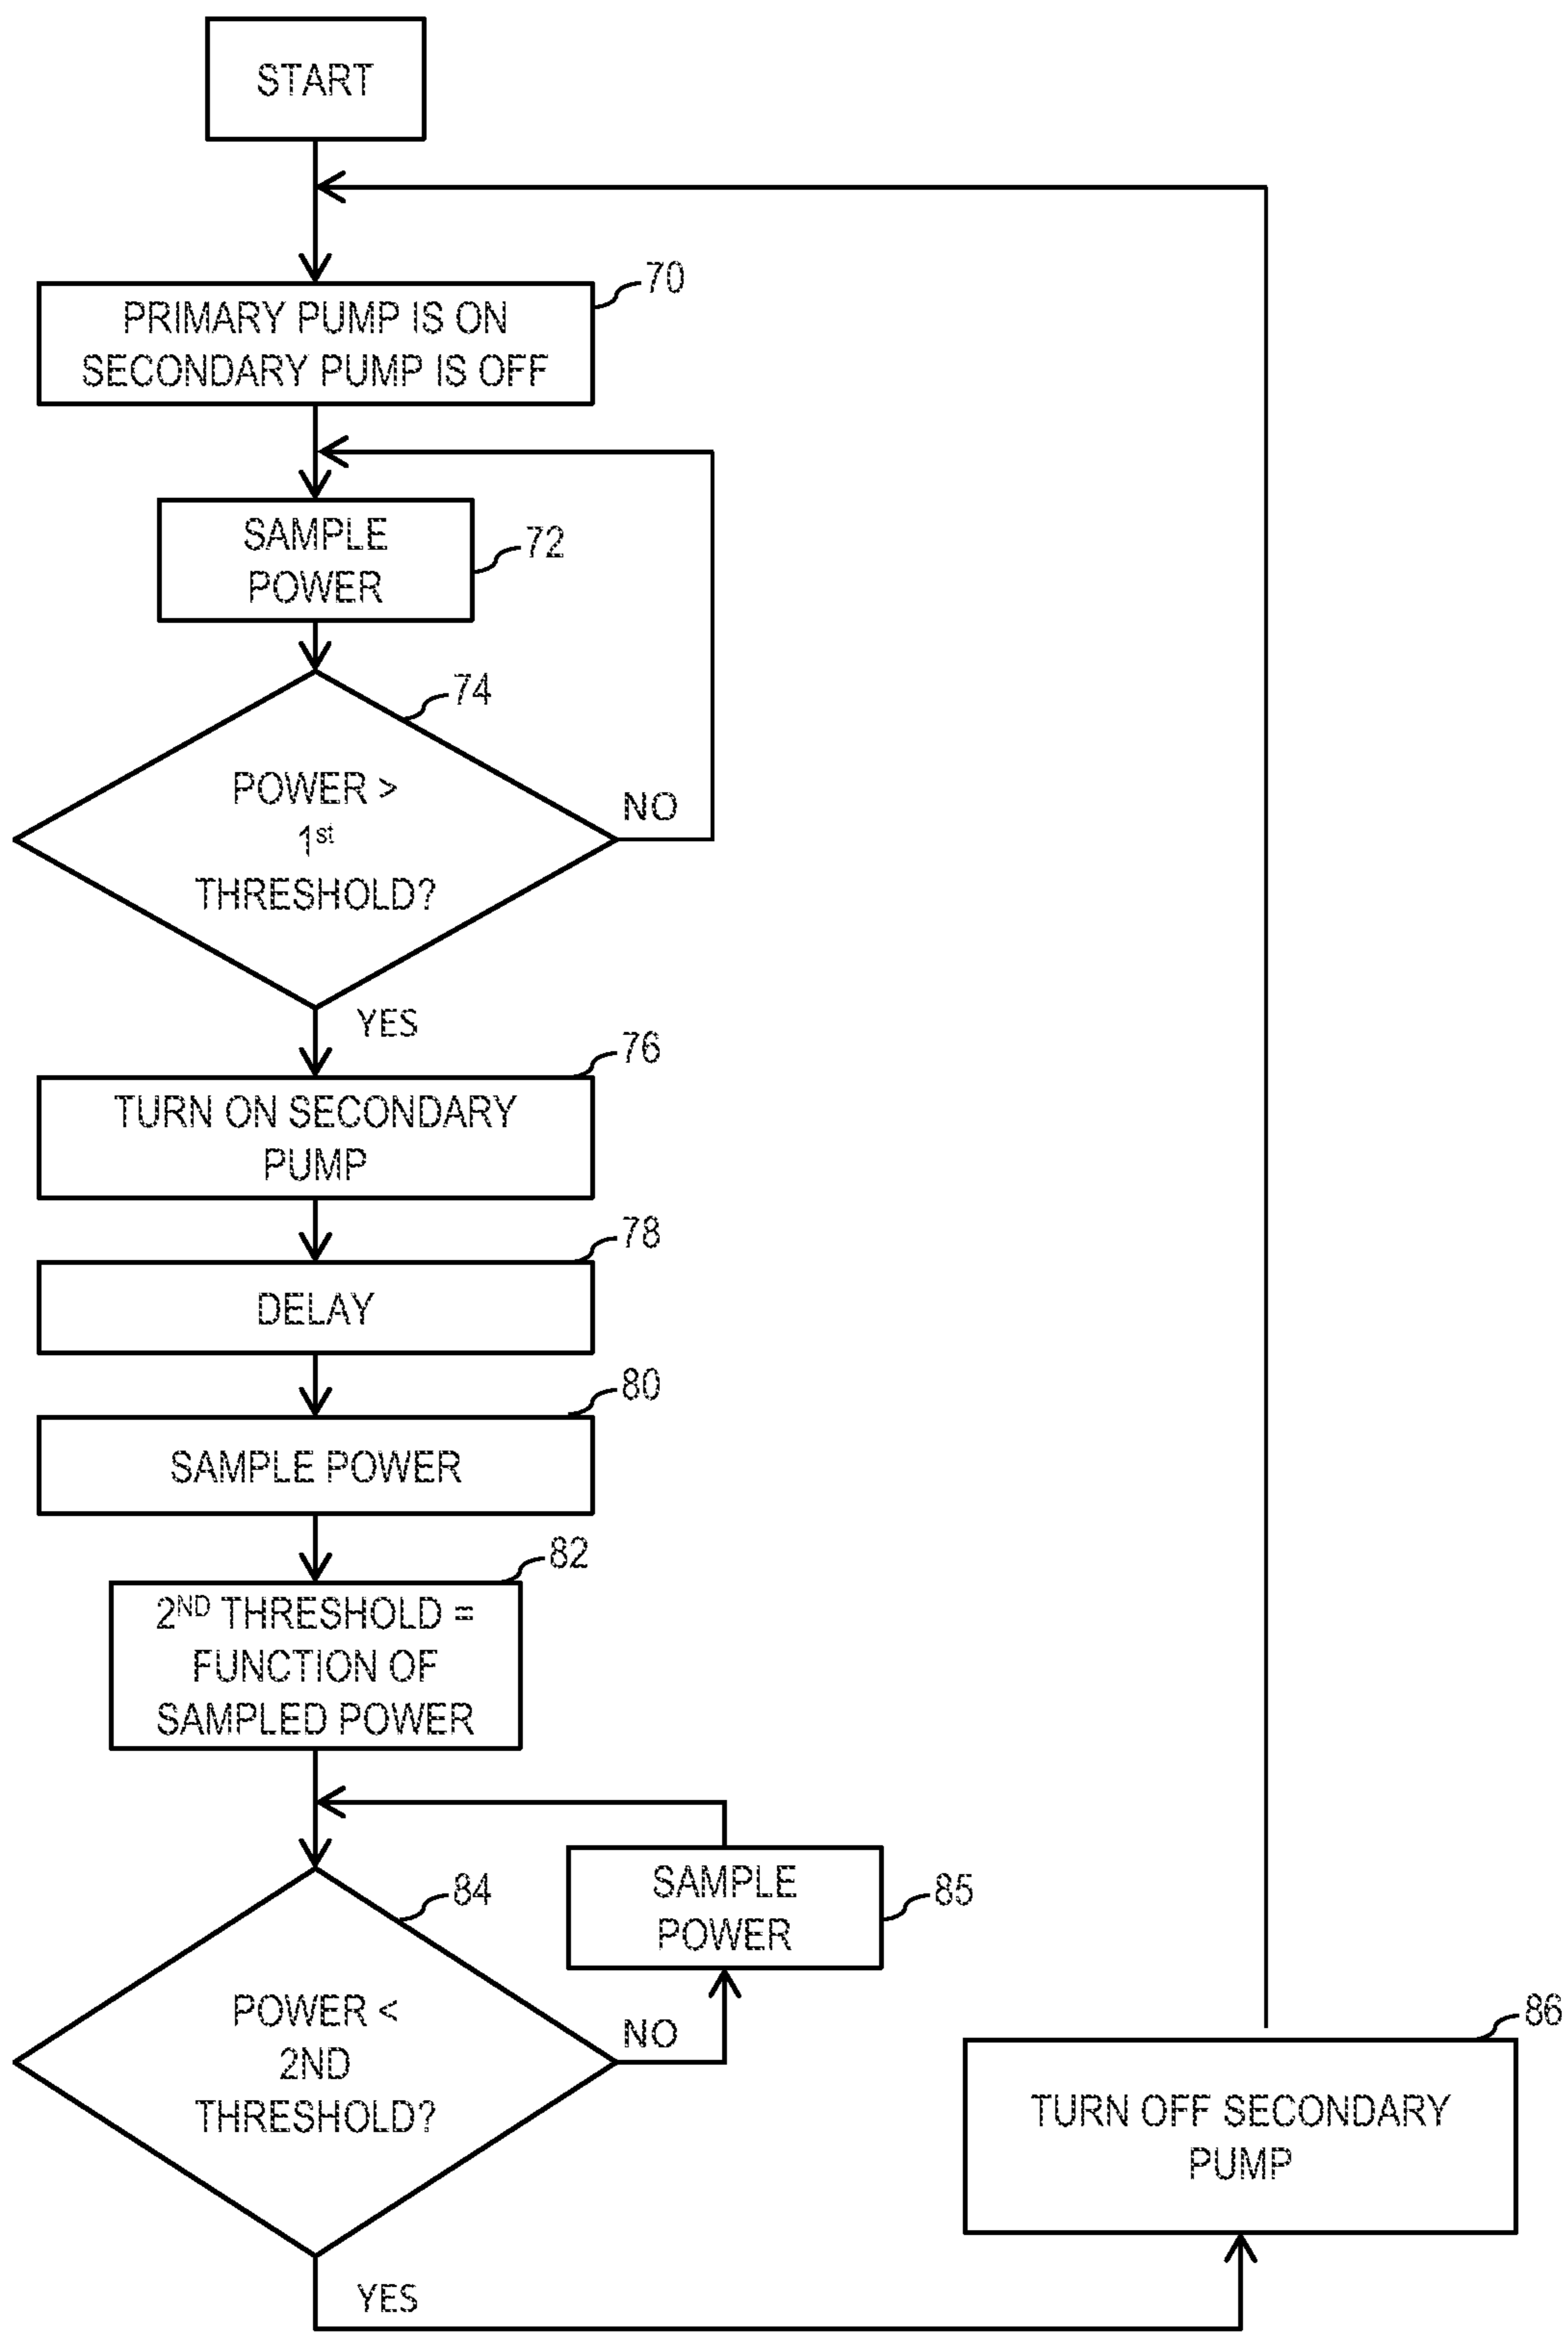 START
70
PRIMARY PUMP IS ON
SECONDARY PUMP IS OFF
SAMPLE
POWER
72
74
POWER >
1st
THRESHOLD?
NO
YES
76
TURN ON SECONDARY
PUMP
78
DELAY
80
SAMPLE POWER
82
2ND THRESHOLD =
FUNCTION OF
SAMPLED POWER
SAMPLE
POWER
85
84
POWER <
2ND
THRESHOLD?
NO
YES
86
TURN OFF SECONDARY
PUMP